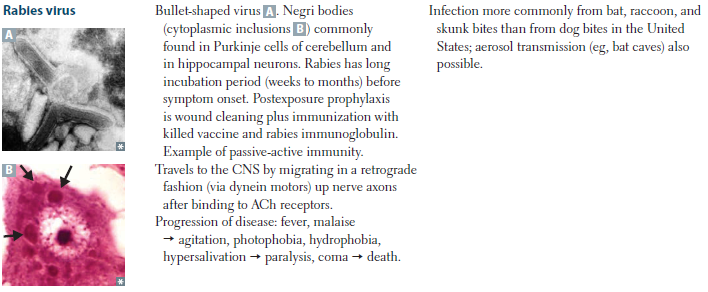 Rabies virus
A
*
B
*
Bullet-shaped virus A. Negri bodies
(cytoplasmic inclusions B) commonly
found in Purkinje cells of cerebellum and
in hippocampal neurons. Rabies has long
incubation period (weeks to months) before
symptom onset. Postexposure prophylaxis
is wound cleaning plus immunization with
killed vaccine and rabies immunoglobulin.
Example of passive-active immunity.
Travels to the CNS by migrating in a retrograde
fashion (via dynein motors) up nerve axons
after binding to ACh receptors.
Progression of disease: fever, malaise
→ agitation, photophobia, hydrophobia,
hypersalivation → paralysis, coma → death.
Infection more commonly from bat, raccoon, and
skunk bites than from dog bites in the United
States; aerosol transmission (eg, bat caves) also
possible.